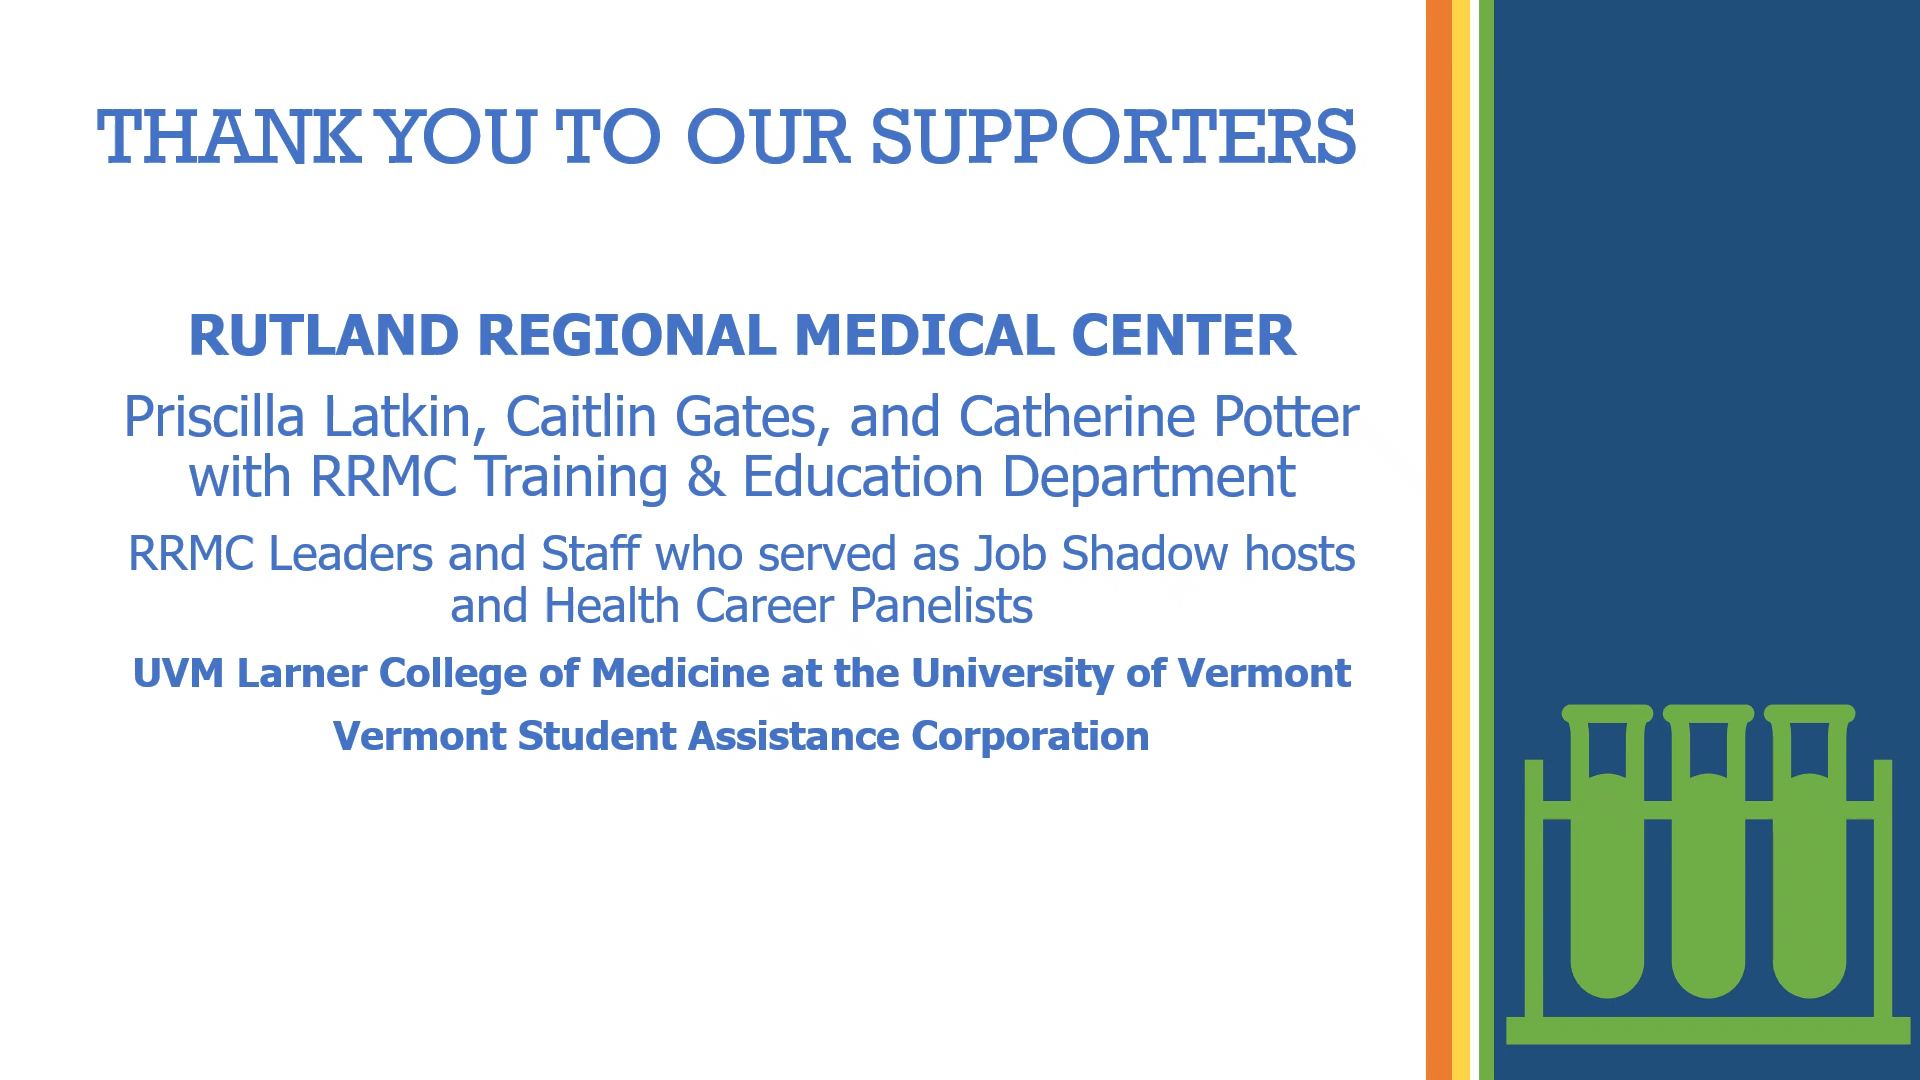 THANK YOU TO OUR SUPPORTERS
RUTLAND REGIONAL MEDICAL CENTER
Priscilla Latkin, Caitlin Gates, and Catherine Potter
with RRMC Training & Education Department
RRMC Leaders and Staff who served as Job Shadow hosts
and Health Career Panelists
UVM Larner College of Medicine at the University of Vermont
Vermont Student Assistance Corporation